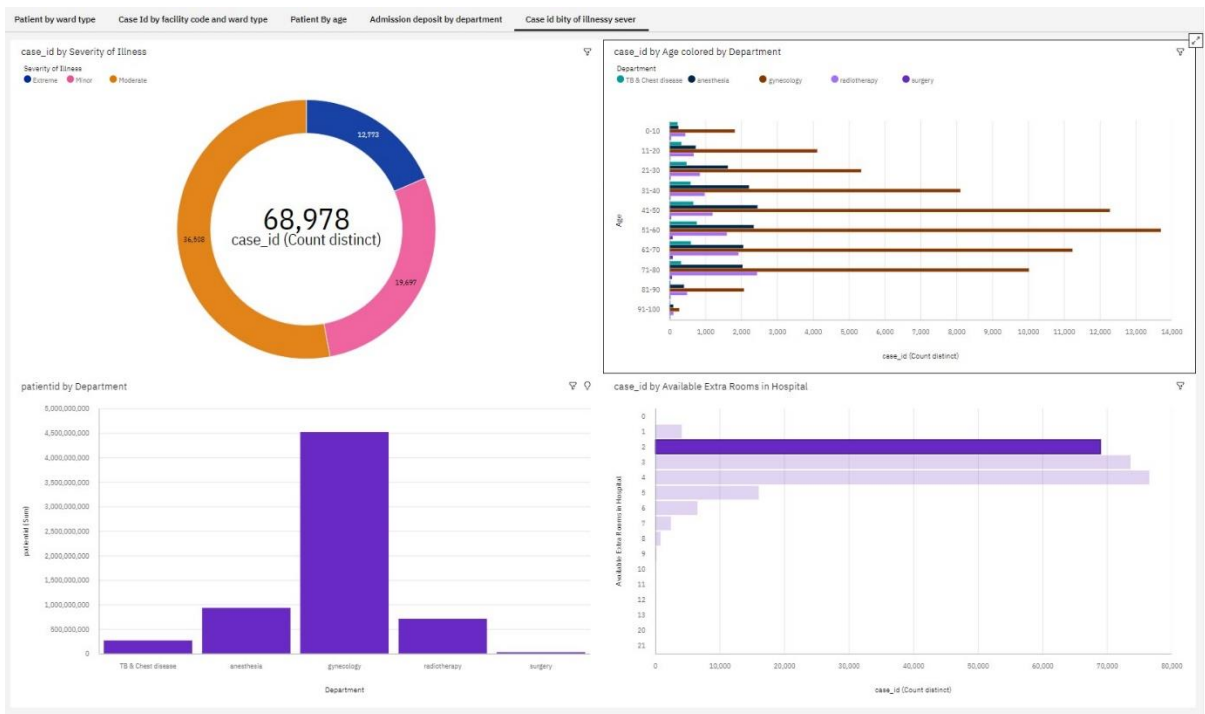 Patient by ward type Case Id by facility code and ward type Patient By age Admission deposit by department Case id bity of illnessy sever
case_id by Severity of Illness
Severity of Illness
Extreme Minor Moderate
12,773
68,978
case_id (Count distinct)
36,508
19,697
case_id by Age colored by Department
Department
TB & Chest disease anesthesia gynecology radiotherapy surgery
Age
0-10
11-20
21-30
31-40
41-50
51-60
61-70
71-80
81-90
91-100
0 1,000 2,000 3,000 4,000 5,000 6,000 7,000 8,000 9,000 10,000 11,000 12,000 13,000 14,000
case_id (Count distinct)
patientid by Department
patientid (Sum)
5,000,000,000
4,500,000,000
4,000,000,000
3,500,000,000
3,000,000,000
2,500,000,000
2,000,000,000
1,500,000,000
1,000,000,000
500,000,000
0
TB & Chest disease anesthesia gynecology radiotherapy surgery
Department
case_id by Available Extra Rooms in Hospital
Available Extra Rooms in Hospital
0
1
2
3
4
5
6
7
8
9
10
11
12
13
20
21
0 10,000 20,000 30,000 40,000 50,000 60,000 70,000 80,000
case_id (Count distinct)